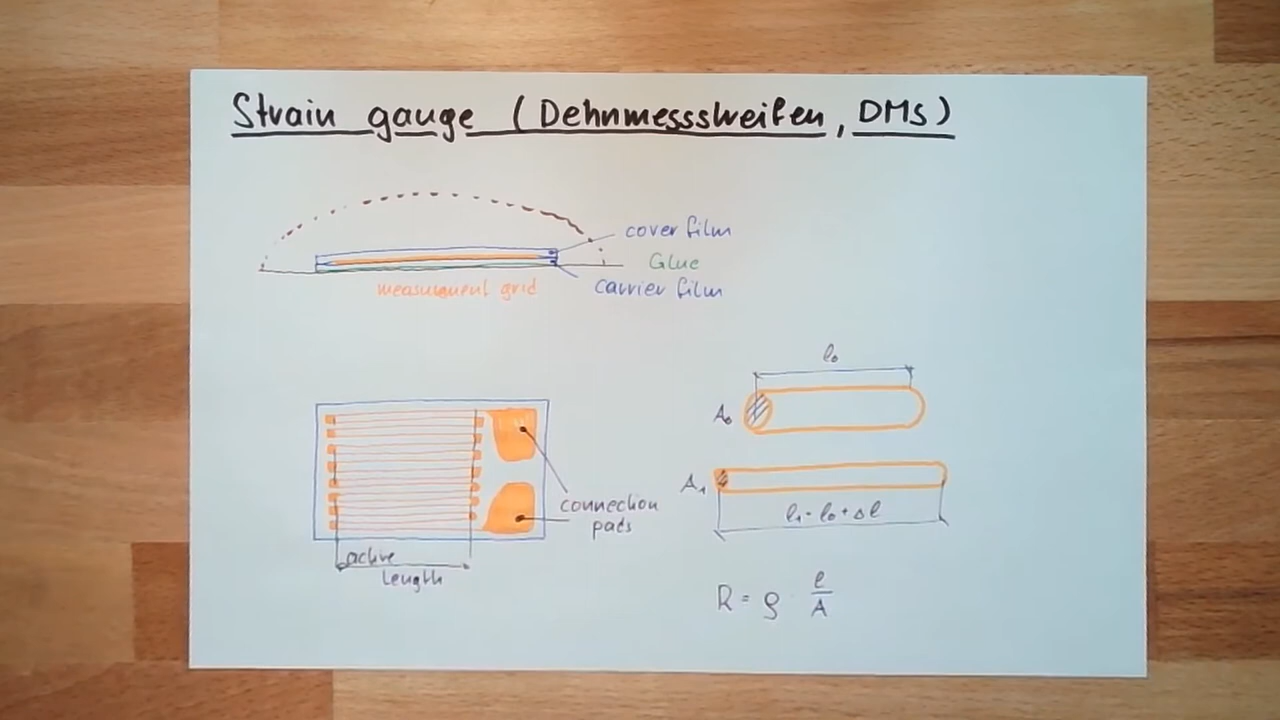 Strain gauge (Dehnmessstreifen, DMS)
cover film
Glue
carrier film
measurement grid
l₀
A₀
A₁
l₁ = l₀ + Δl
connection
pads
active
length
R = ρ · l/A